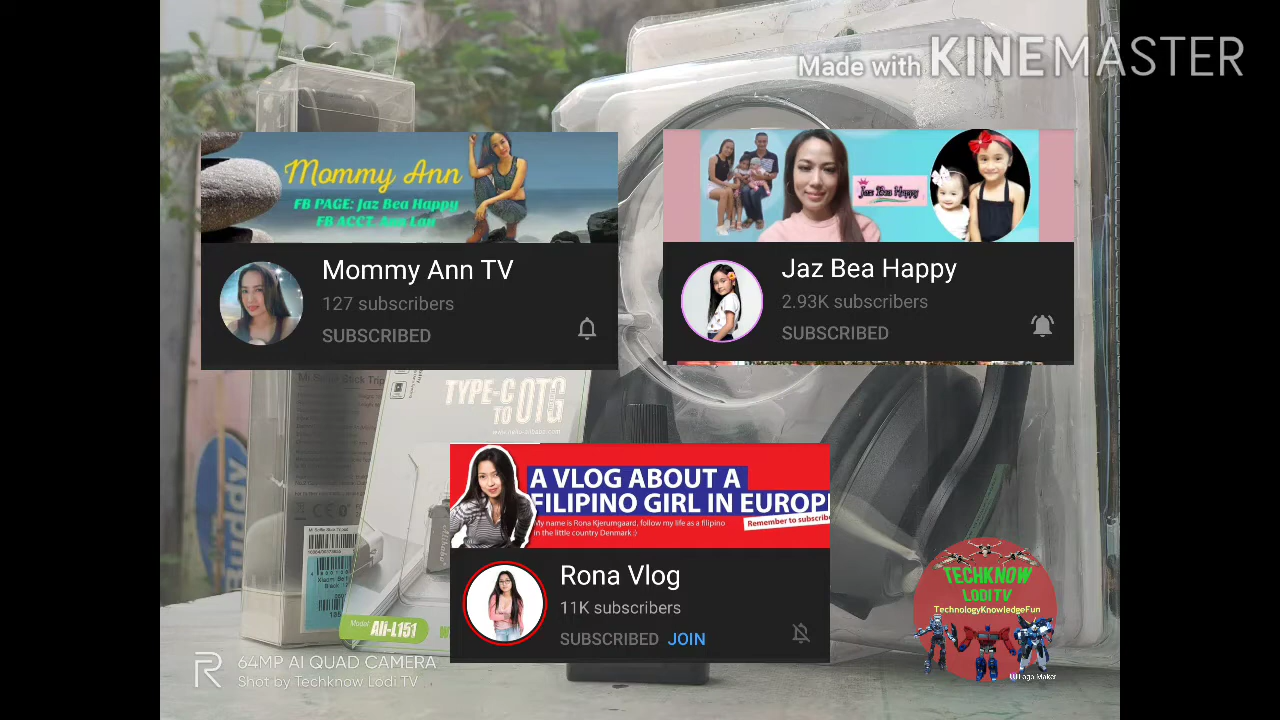 Made with KINEMASTER
Mommy Ann
FB PAGE: Jaz Bea Happy
FB ACCT: Ann Lau
Mommy Ann TV
127 subscribers
SUBSCRIBED
Jaz Bea Happy
Jaz Bea Happy
2.93K subscribers
SUBSCRIBED
TYPE-C
TO OTG
A VLOG ABOUT A
FILIPINO GIRL IN EUROP
My name is Rona Kjerumgaard, follow my life as a filipino
in the little country Denmark :)
Remember to subscribe
Rona Vlog
11K subscribers
SUBSCRIBED JOIN
Model: Ali-L151
64MP AI QUAD CAMERA
Shot by Techknow Lodi TV
TECHKNOW
LODI TV
TechnologyKnowledgeFun
Logo Maker